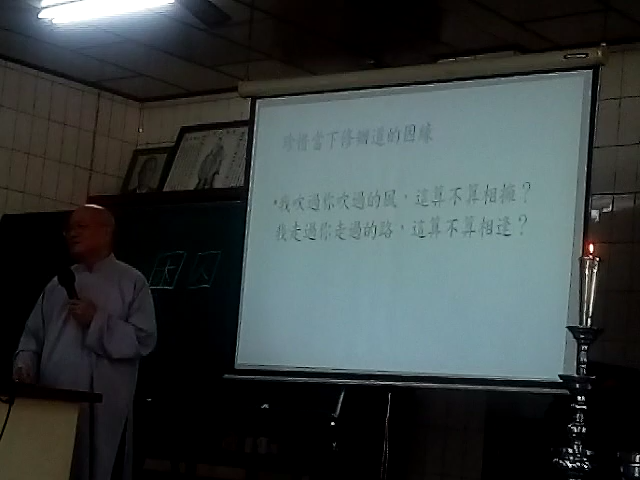 珍惜當下修辦道的因緣
•我吹過你吹過的風，這算不算相擁？
我走過你走過的路，這算不算相逢？